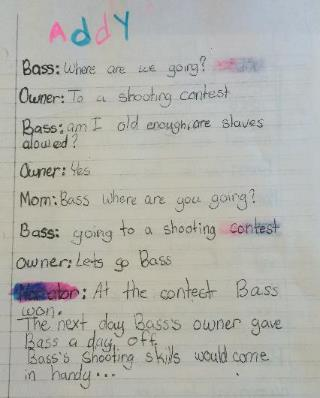 Addy
Bass: Where are we going?
Owner: To a shooting contest
Bass: am I old enough, are slaves
alowed?
Owner: Yes
Mom: Bass where are you going?
Bass: going to a shooting contest
Owner: Lets go Bass
: At the contest Bass
won.
The next day Bass's owner gave
Bass a day off
Bass's shooting skills would come
in handy...